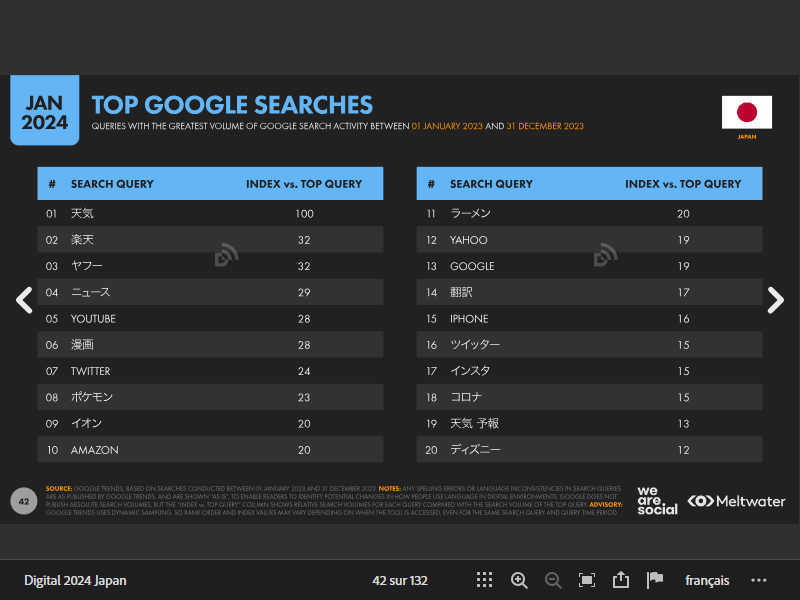 JAN
2024
TOP GOOGLE SEARCHES
QUERIES WITH THE GREATEST VOLUME OF GOOGLE SEARCH ACTIVITY BETWEEN 01 JANUARY 2023 AND 31 DECEMBER 2023
JAPAN
# SEARCH QUERY INDEX vs. TOP QUERY
01 天気 100
02 楽天 32
03 ヤフー 32
04 ニュース 29
05 YOUTUBE 28
06 漫画 28
07 TWITTER 24
08 ポケモン 23
09 イオン 20
10 AMAZON 20
# SEARCH QUERY INDEX vs. TOP QUERY
11 ラーメン 20
12 YAHOO 19
13 GOOGLE 19
14 翻訳 17
15 IPHONE 16
16 ツイッター 15
17 インスタ 15
18 コロナ 15
19 天気 予報 13
20 ディズニー 12
42
SOURCE: GOOGLE TRENDS, BASED ON SEARCHES CONDUCTED BETWEEN 01 JANUARY 2023 AND 31 DECEMBER 2023. NOTES: ANY SPELLING ERRORS OR LANGUAGE INCONSISTENCIES IN SEARCH QUERIES
ARE AS PUBLISHED BY GOOGLE TRENDS, AND ARE SHOWN "AS IS", TO ENABLE READERS TO IDENTIFY POTENTIAL CHANGES IN HOW PEOPLE USE LANGUAGE IN DIGITAL ENVIRONMENTS. GOOGLE DOES NOT
PUBLISH ABSOLUTE SEARCH VOLUMES, BUT THE "INDEX vs. TOP QUERY" COLUMN SHOWS RELATIVE SEARCH VOLUMES FOR EACH QUERY COMPARED WITH THE SEARCH VOLUME OF THE TOP QUERY. ADVISORY:
GOOGLE TRENDS USES DYNAMIC SAMPLING, SO RANK ORDER AND INDEX VALUES MAY VARY DEPENDING ON WHEN THE TOOL IS ACCESSED, EVEN FOR THE SAME SEARCH QUERY AND QUERY TIME PERIOD.
we
are.
social
Meltwater
Digital 2024 Japan
42 sur 132
français